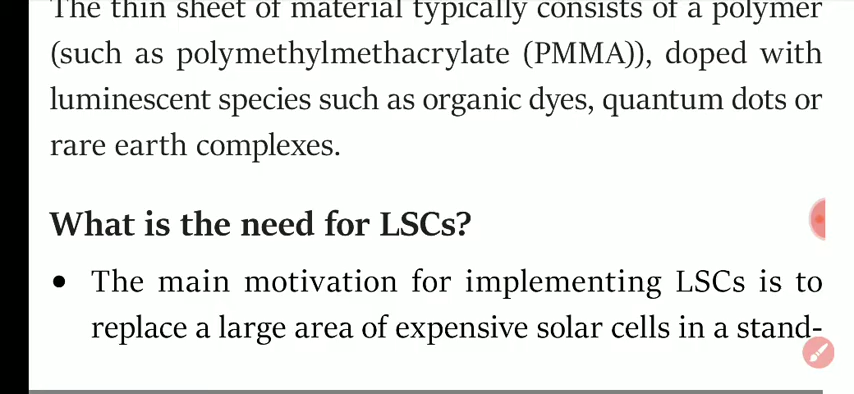 The thin sheet of material typically consists of a polymer
(such as polymethylmethacrylate (PMMA)), doped with
luminescent species such as organic dyes, quantum dots or
rare earth complexes.
What is the need for LSCs?
• The main motivation for implementing LSCs is to
replace a large area of expensive solar cells in a stand-